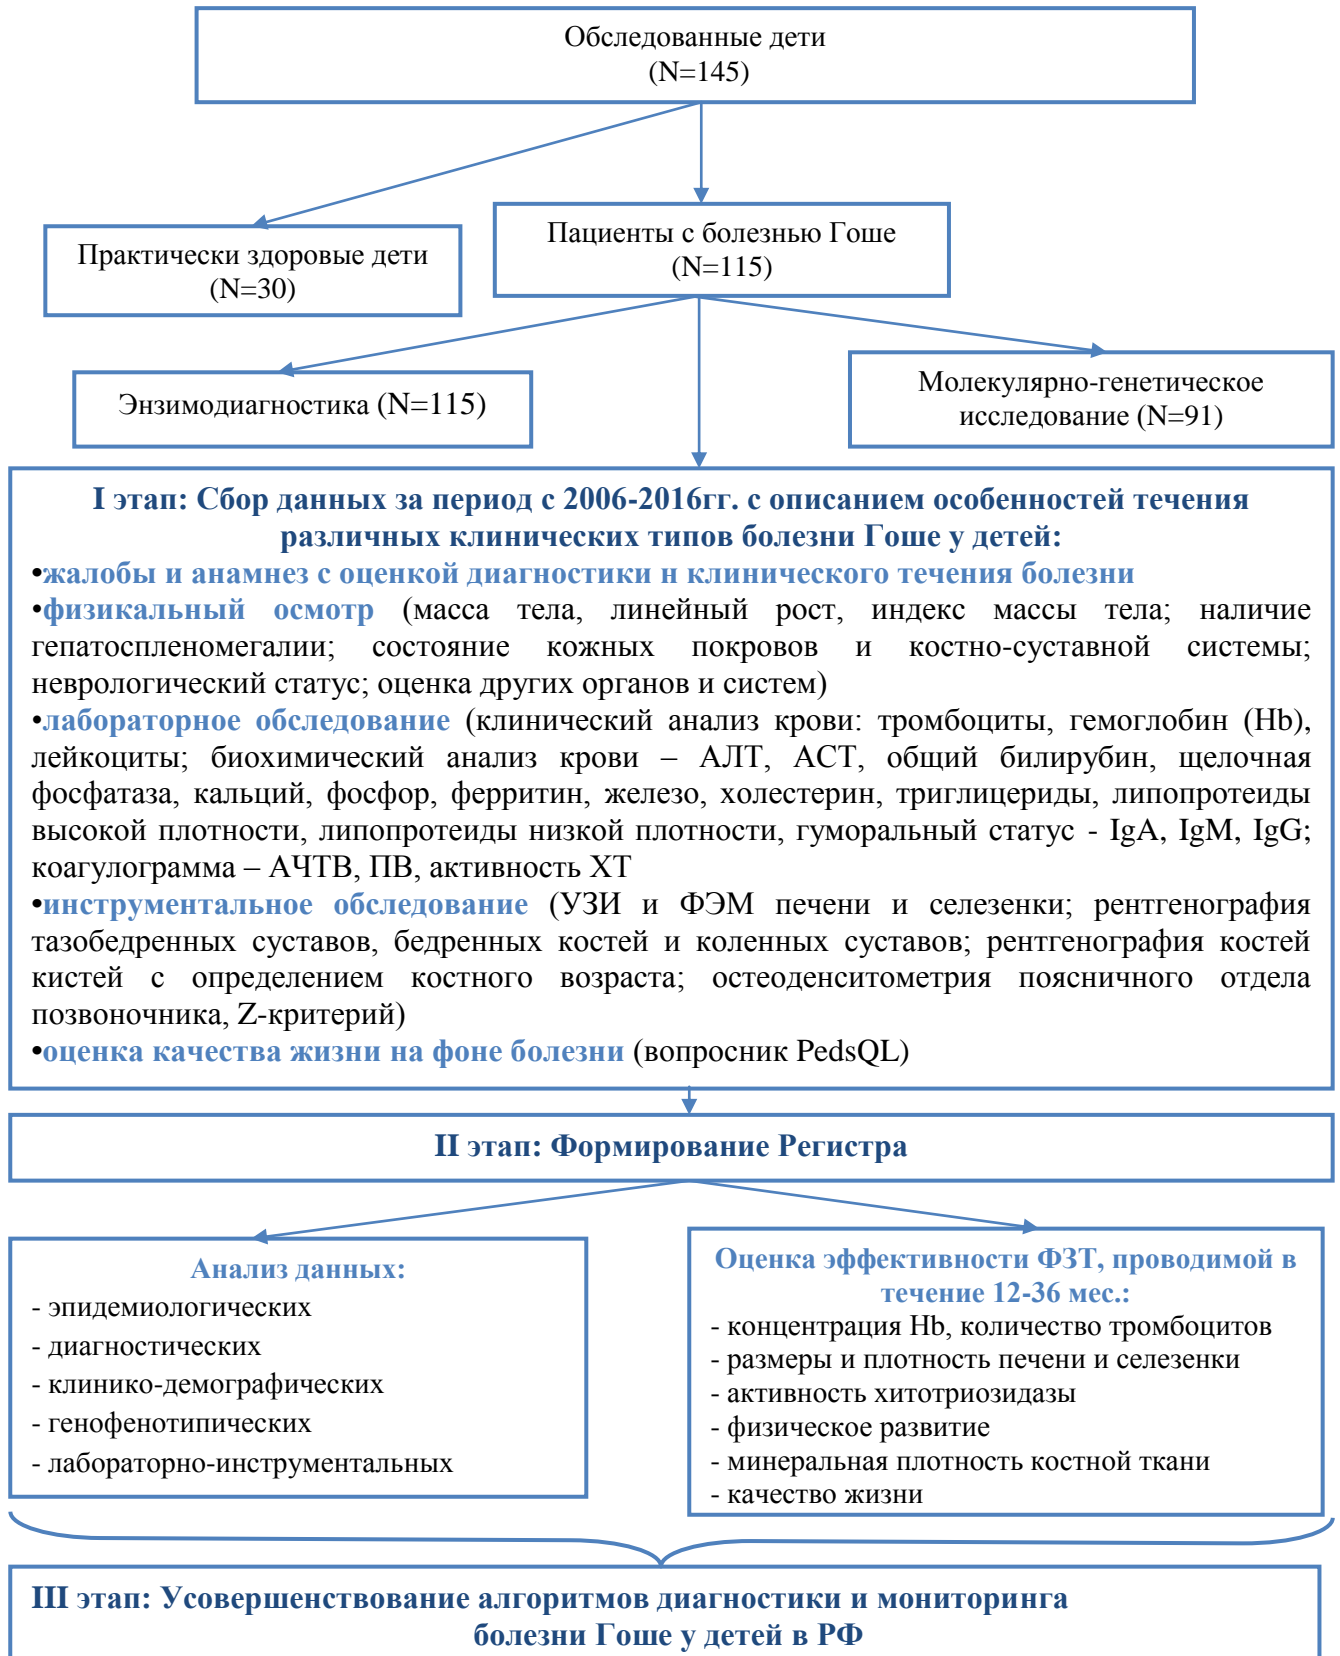 Обследованные дети
(N=145)
Практически здоровые дети
(N=30)
Пациенты с болезнью Гоше
(N=115)
Энзимодиагностика (N=115)
Молекулярно-генетическое
исследование (N=91)
I этап: Сбор данных за период с 2006-2016гг. с описанием особенностей течения
различных клинических типов болезни Гоше у детей:
•жалобы и анамнез с оценкой диагностики н клинического течения болезни
•физикальный осмотр (масса тела, линейный рост, индекс массы тела; наличие
гепатоспленомегалии; состояние кожных покровов и костно-суставной системы;
неврологический статус; оценка других органов и систем)
•лабораторное обследование (клинический анализ крови: тромбоциты, гемоглобин (Hb),
лейкоциты; биохимический анализ крови – АЛТ, АСТ, общий билирубин, щелочная
фосфатаза, кальций, фосфор, ферритин, железо, холестерин, триглицериды, липопротеиды
высокой плотности, липопротеиды низкой плотности, гуморальный статус - IgA, IgM, IgG;
коагулограмма – АЧТВ, ПВ, активность ХТ
•инструментальное обследование (УЗИ и ФЭМ печени и селезенки; рентгенография
тазобедренных суставов, бедренных костей и коленных суставов; рентгенография костей
кистей с определением костного возраста; остеоденситометрия поясничного отдела
позвоночника, Z-критерий)
•оценка качества жизни на фоне болезни (вопросник PedsQL)
II этап: Формирование Регистра
Анализ данных:
- эпидемиологических
- диагностических
- клинико-демографических
- генофенотипических
- лабораторно-инструментальных
Оценка эффективности ФЗТ, проводимой в
течение 12-36 мес.:
- концентрация Hb, количество тромбоцитов
- размеры и плотность печени и селезенки
- активность хитотриозидазы
- физическое развитие
- минеральная плотность костной ткани
- качество жизни
III этап: Усовершенствование алгоритмов диагностики и мониторинга
болезни Гоше у детей в РФ